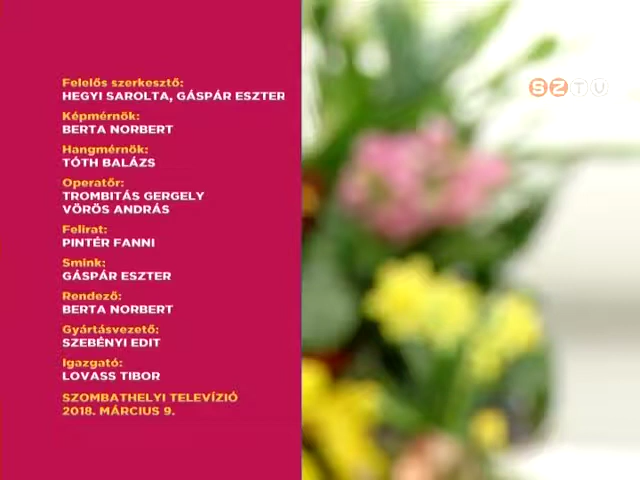 SZTV
Felelős szerkesztő:
HEGYI SAROLTA, GÁSPÁR ESZTER
Képmérnök:
BERTA NORBERT
Hangmérnök:
TÓTH BALÁZS
Operatőr:
TROMBITÁS GERGELY
VÖRÖS ANDRÁS
Felirat:
PINTÉR FANNI
Smink:
GÁSPÁR ESZTER
Rendező:
BERTA NORBERT
Gyártásvezető:
SZEBÉNYI EDIT
Igazgató:
LOVASS TIBOR
SZOMBATHELYI TELEVÍZIÓ
2018. MÁRCIUS 9.